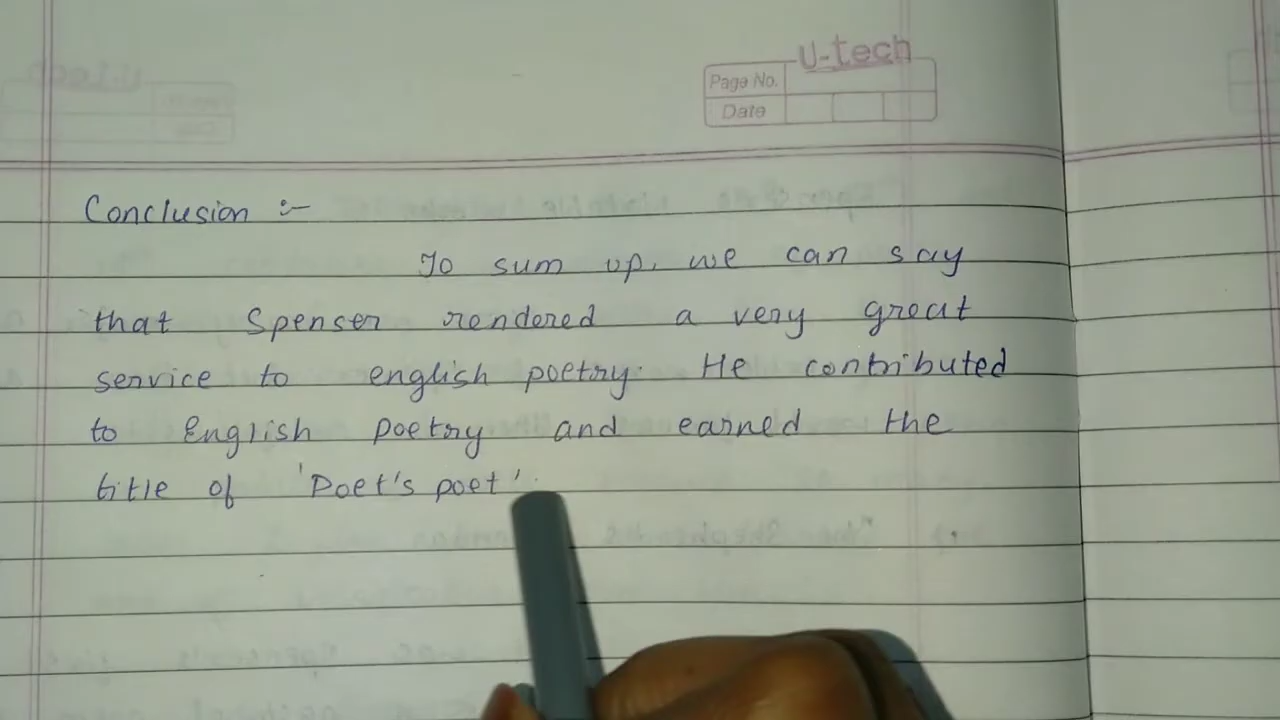 U-tech
Page No.
Date
Conclusion :-
To sum up, we can say
that Spenser rendered a very great
service to english poetry. He contributed
to English poetry and earned the
title of 'Poet's poet'.